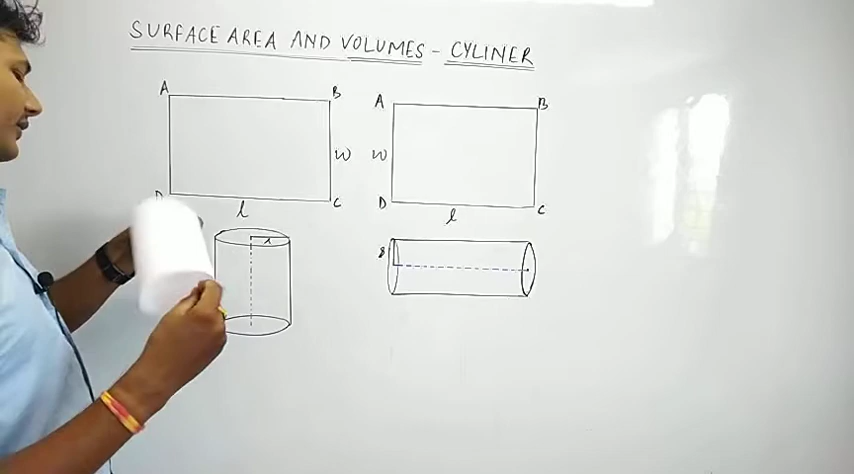 SURFACE AREA AND VOLUMES - CYLINER
A B A B
W W
D C D C
l l
r